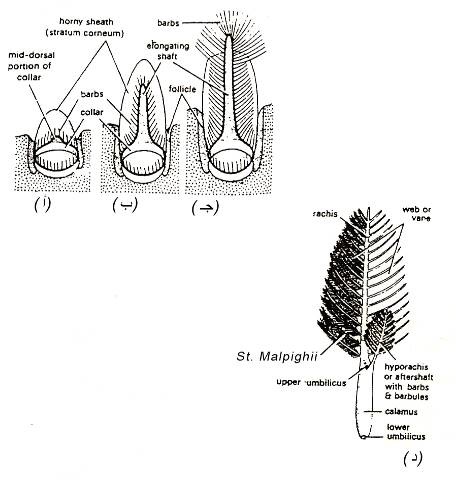 horny sheath
(stratum corneum)
mid-dorsal
portion of
collar
barbs
collar
barbs
elongating
shaft
follicle
(أ)
(ب)
(جـ)
rachis
web or
vane
St. Malpighii
upper umbilicus
hyporachis
or aftershaft
with barbs
& barbules
calamus
lower
umbilicus
(د)